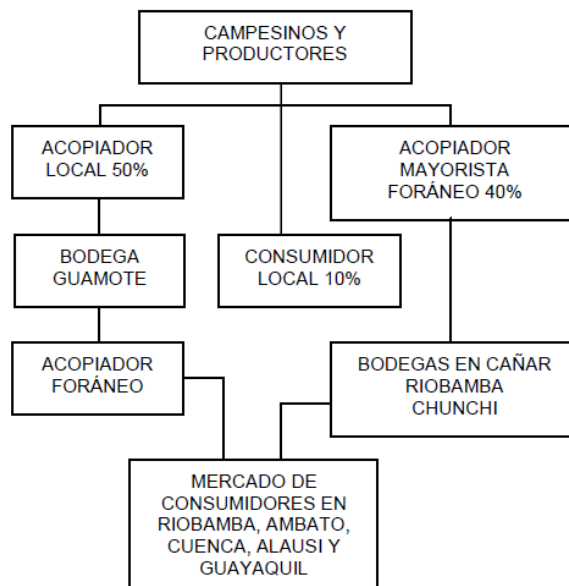 CAMPESINOS Y
PRODUCTORES
ACOPIADOR
LOCAL 50%
ACOPIADOR
MAYORISTA
FORÁNEO 40%
BODEGA
GUAMOTE
CONSUMIDOR
LOCAL 10%
ACOPIADOR
FORÁNEO
BODEGAS EN CAÑAR
RIOBAMBA
CHUNCHI
MERCADO DE
CONSUMIDORES EN
RIOBAMBA, AMBATO,
CUENCA, ALAUSI Y
GUAYAQUIL